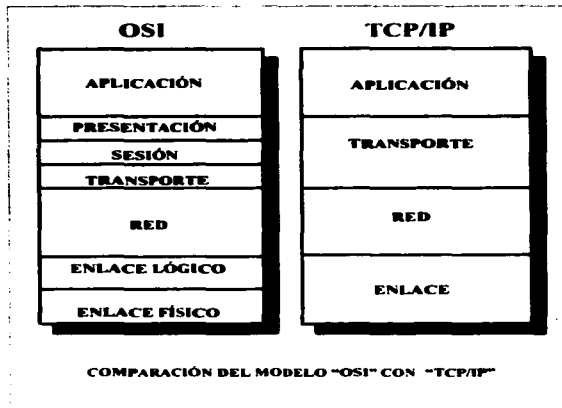 OSI
APLICACIÓN
PRESENTACIÓN
SESIÓN
TRANSPORTE
RED
ENLACE LÓGICO
ENLACE FÍSICO
TCP/IP
APLICACIÓN
TRANSPORTE
RED
ENLACE
COMPARACIÓN DEL MODELO "OSI" CON "TCP/IP"